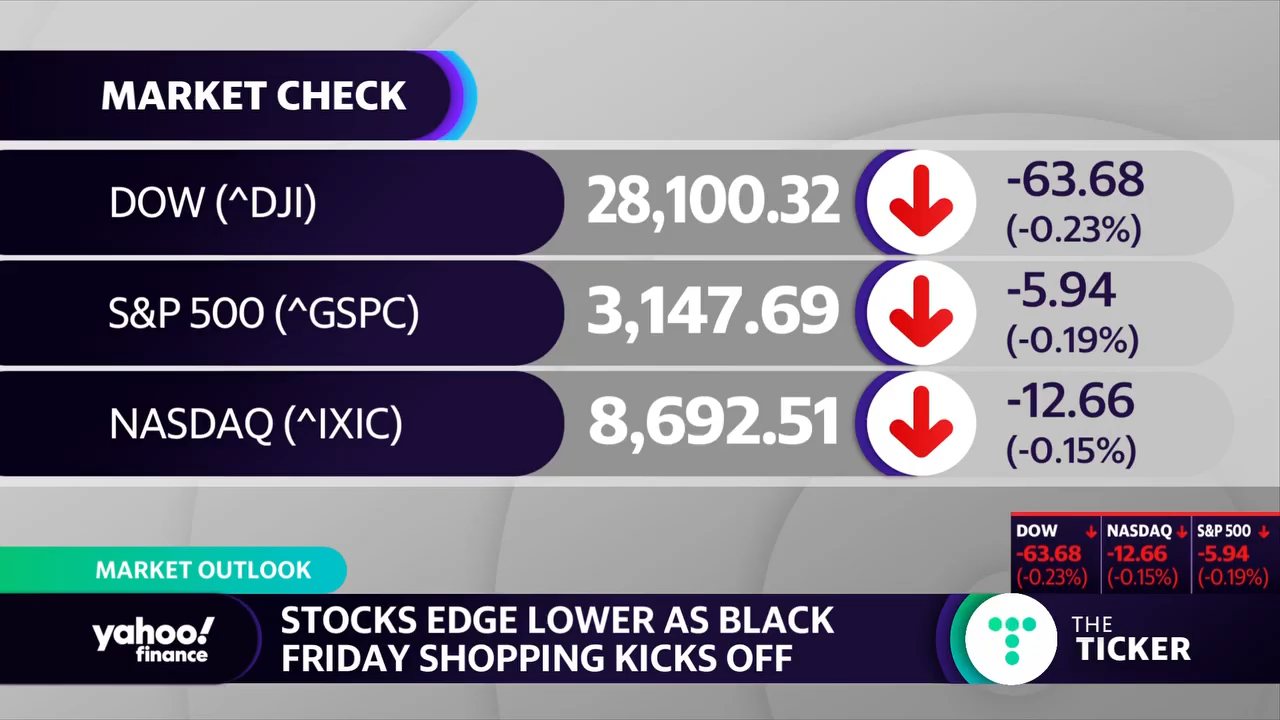 MARKET CHECK
DOW (^DJI) 28,100.32 -63.68
(-0.23%)
S&P 500 (^GSPC) 3,147.69 -5.94
(-0.19%)
NASDAQ (^IXIC) 8,692.51 -12.66
(-0.15%)
DOW NASDAQ S&P 500
-63.68 -12.66 -5.94
(-0.23%) (-0.15%) (-0.19%)
MARKET OUTLOOK
yahoo!
finance
STOCKS EDGE LOWER AS BLACK
FRIDAY SHOPPING KICKS OFF
THE
TICKER